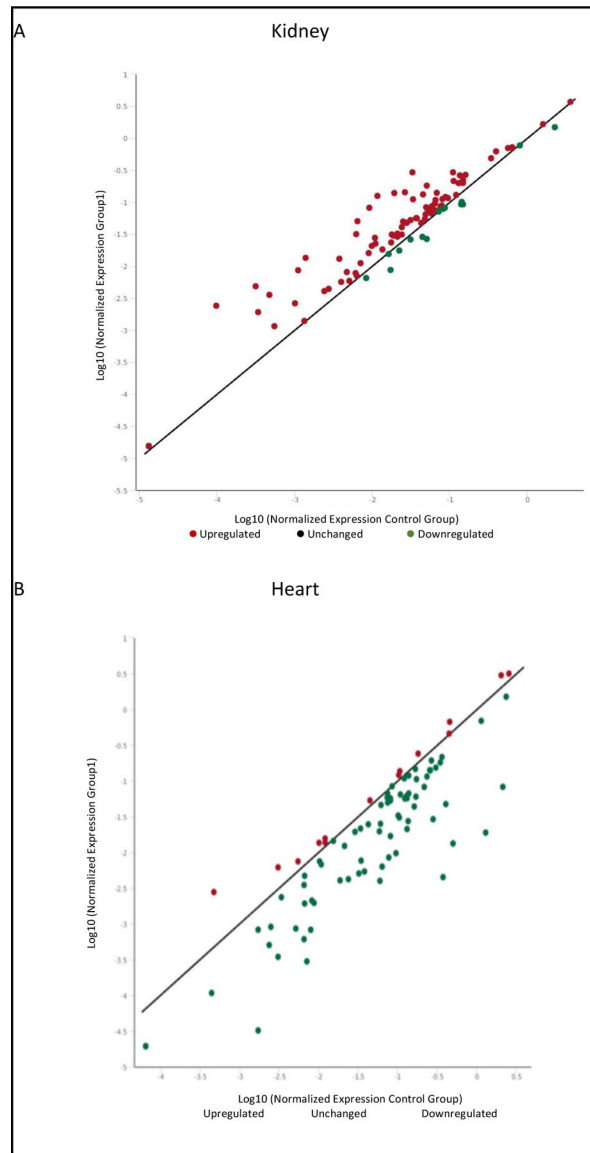 A Kidney
1
0.5
0
-0.5
-1
-1.5
-2
-2.5
-3
-3.5
-4
-4.5
-5
5.5
Log10 (Normalized Expression Group1)
-5 -4 -3 -2 -1 0
Log10 (Normalized Expression Control Group)
Upregulated Unchanged Downregulated
B Heart
1
0.5
0
-0.5
-1
-1.5
-2
-2.5
-3
-3.5
-4
-4.5
-5
Log10 (Normalized Expression Group1)
-4 -3.5 -3 -2.5 -2 -1.5 -1 -0.5 0 0.5
Log10 (Normalized Expression Control Group)
Upregulated Unchanged Downregulated